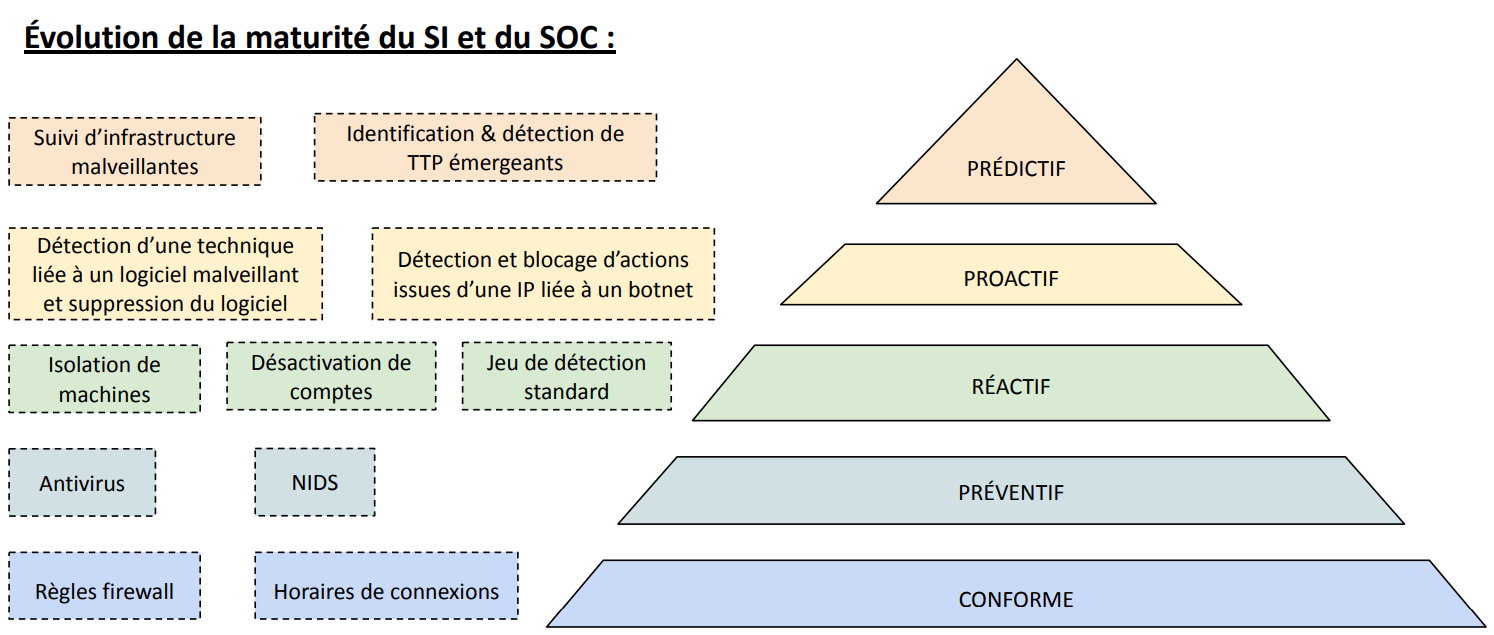 Évolution de la maturité du SI et du SOC :
Suivi d’infrastructure
malveillantes
Identification & détection de
TTP émergeants
PRÉDICTIF
Détection d’une technique
liée à un logiciel malveillant
et suppression du logiciel
Détection et blocage d’actions
issues d’une IP liée à un botnet
PROACTIF
Isolation de
machines
Désactivation de
comptes
Jeu de détection
standard
RÉACTIF
Antivirus
NIDS
PRÉVENTIF
Règles firewall
Horaires de connexions
CONFORME